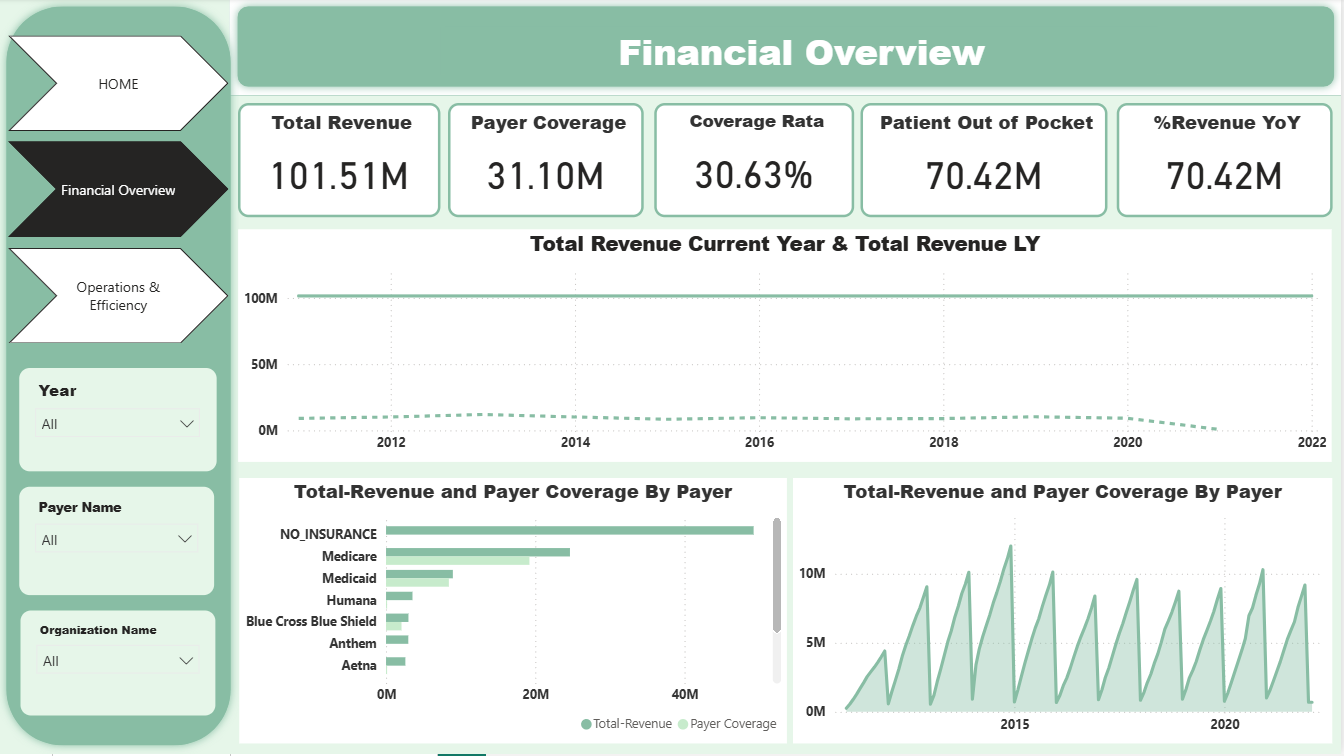 HOME
Financial Overview
Operations &
Efficiency
Year
All
Payer Name
All
Organization Name
All
Financial Overview
Total Revenue
101.51M
Payer Coverage
31.10M
Coverage Rata
30.63%
Patient Out of Pocket
70.42M
%Revenue YoY
70.42M
Total Revenue Current Year & Total Revenue LY
100M
50M
0M
2012 2014 2016 2018 2020 2022
Total-Revenue and Payer Coverage By Payer
NO_INSURANCE
Medicare
Medicaid
Humana
Blue Cross Blue Shield
Anthem
Aetna
0M 20M 40M
Total-Revenue Payer Coverage
Total-Revenue and Payer Coverage By Payer
10M
5M
0M
2015 2020